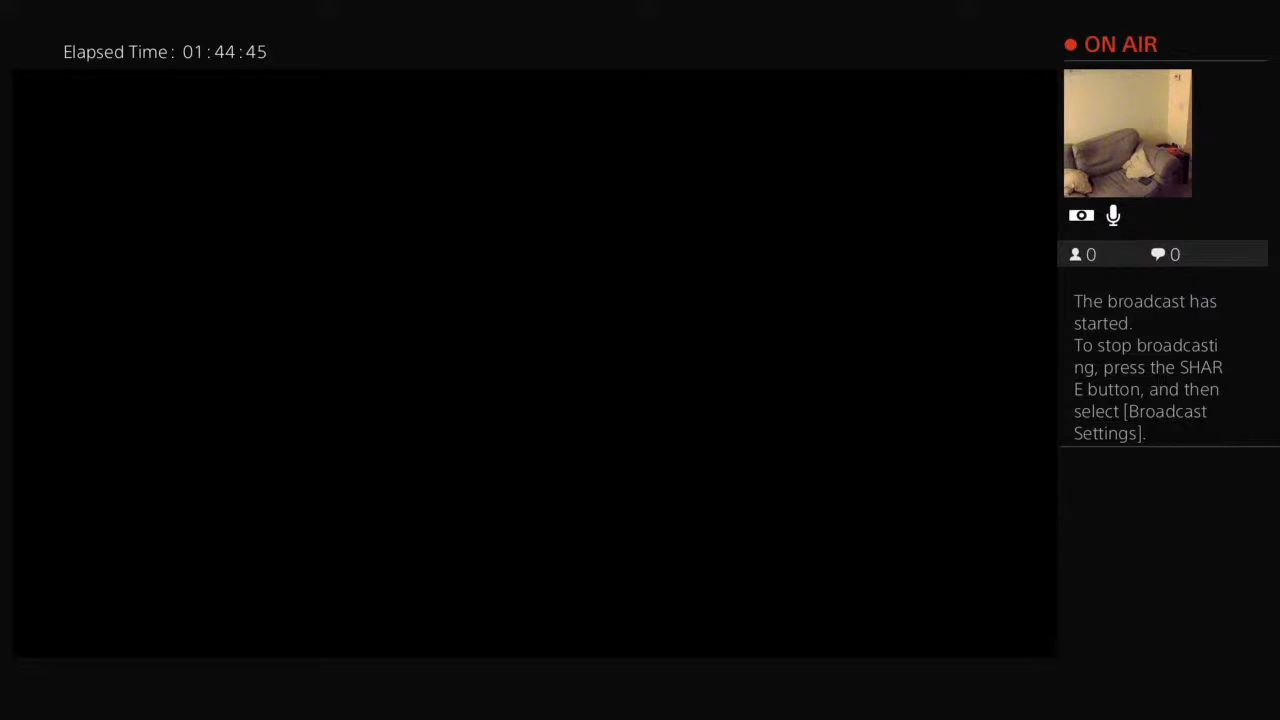 Elapsed Time: 01:44:45
ON AIR
0 0
The broadcast has
started.
To stop broadcasti
ng, press the SHAR
E button, and then
select [Broadcast
Settings].